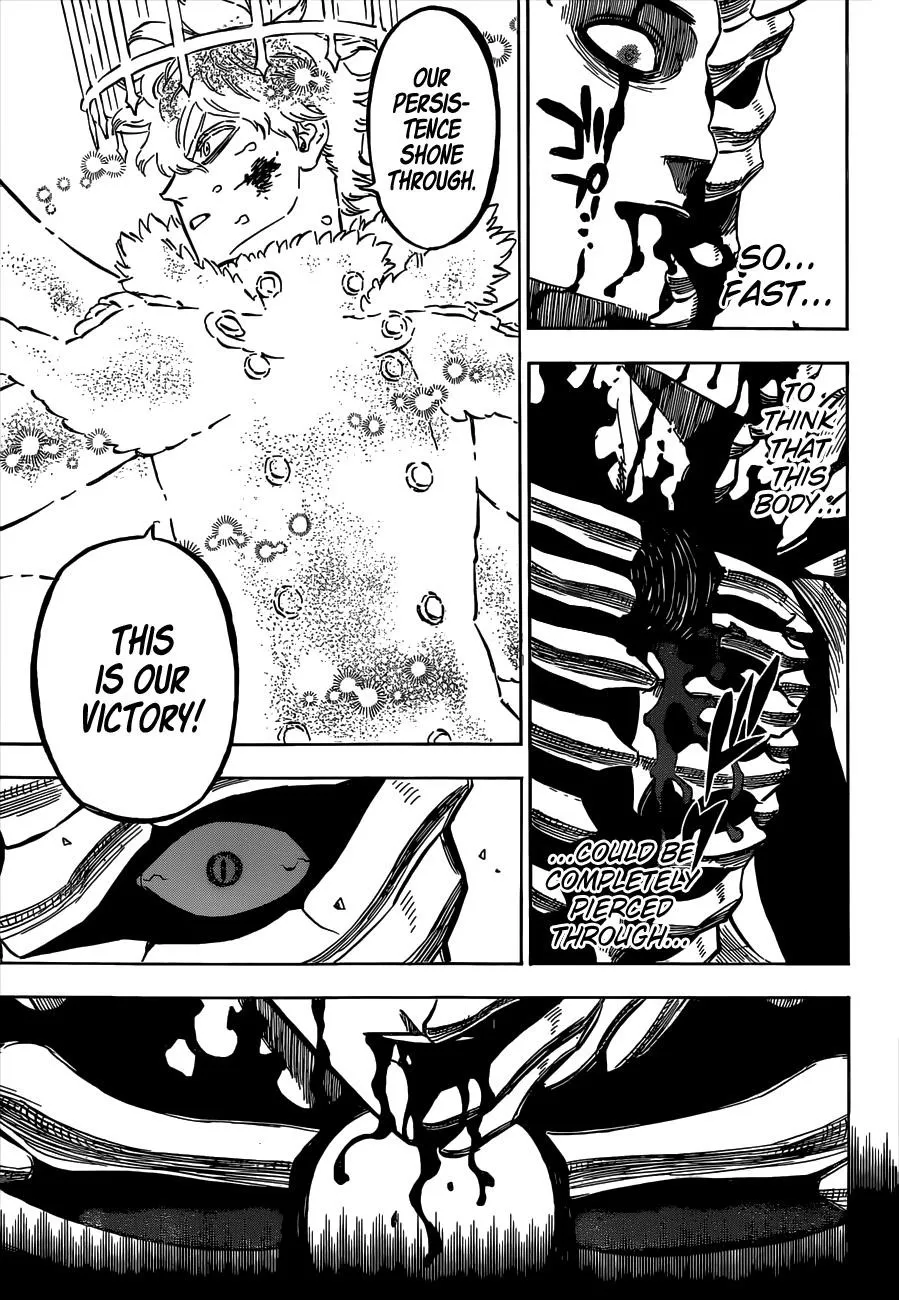 SO...
FAST...
TO
THINK
THAT
THIS
BODY...
...COULD BE
COMPLETELY
PIERCED
THROUGH...
OUR
PERSIS-
TENCE
SHONE
THROUGH.
THIS
IS OUR
VICTORY!